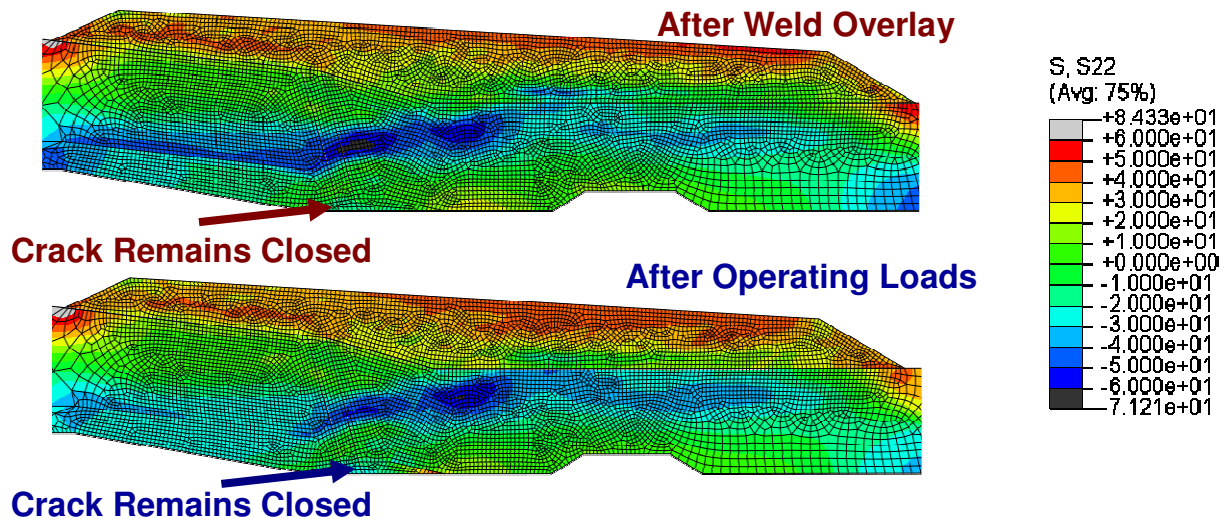 After Weld Overlay
S, S22
(Avg: 75%)
+8.433e+01
+6.000e+01
+5.000e+01
+4.000e+01
+3.000e+01
+2.000e+01
+1.000e+01
+0.000e+00
-1.000e+01
-2.000e+01
-3.000e+01
-4.000e+01
-5.000e+01
-6.000e+01
-7.121e+01
Crack Remains Closed
After Operating Loads
Crack Remains Closed